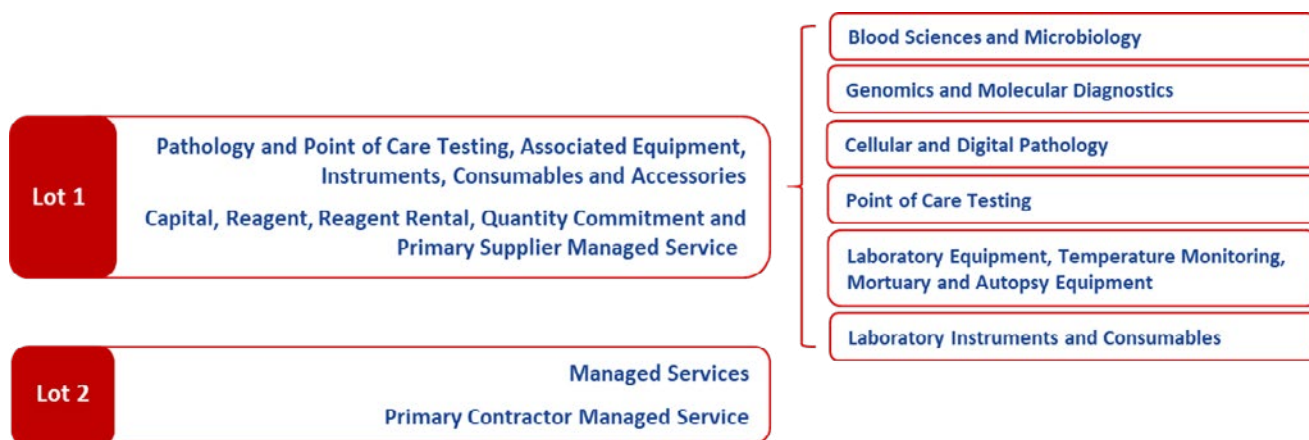 Lot 1
Pathology and Point of Care Testing, Associated Equipment,
Instruments, Consumables and Accessories
Capital, Reagent, Reagent Rental, Quantity Commitment and
Primary Supplier Managed Service
Blood Sciences and Microbiology
Genomics and Molecular Diagnostics
Cellular and Digital Pathology
Point of Care Testing
Laboratory Equipment, Temperature Monitoring,
Mortuary and Autopsy Equipment
Laboratory Instruments and Consumables
Lot 2
Managed Services
Primary Contractor Managed Service